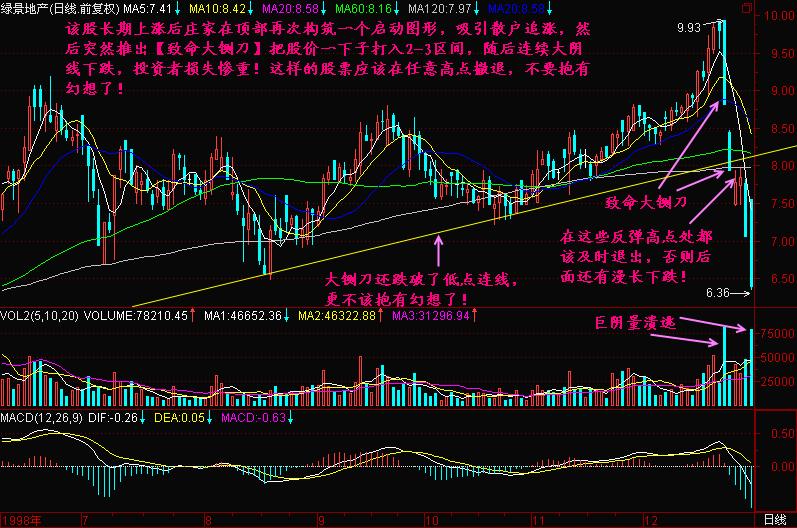 绿景地产(日线.前复权) MA5:7.41↓ MA10:8.42↓ MA20:8.58↓ MA60:8.16↓ MA120:7.97↓ MA20:8.58↓
该股长期上涨后庄家在顶部再次构筑一个启动图形，吸引散户追涨，然
后突然推出【致命大铡刀】把股价一下子打入2-3区间，随后连续大阴
线下跌，投资者损失惨重！这样的股票应该在任意高点撤退，不要抱有
幻想了！
9.93
10.00
9.50
9.00
8.50
8.00
7.50
7.00
6.50
致命大铡刀
在这些反弹高点处都
该及时退出，否则后
面还有漫长下跌！
大铡刀还跌破了低点连线，
更不该抱有幻想了！
6.36
VOL2(5,10,20) VOLUME:78210.45↑ MA1:46652.36↓ MA2:46322.88↑ MA3:31296.94↑
巨阴量溃逃
75000
50000
25000
MACD(12,26,9) DIF:-0.26↓ DEA:0.05↓ MACD:-0.63↓
0.50
0.00
1998年 7 8 9 10 11 12 日线